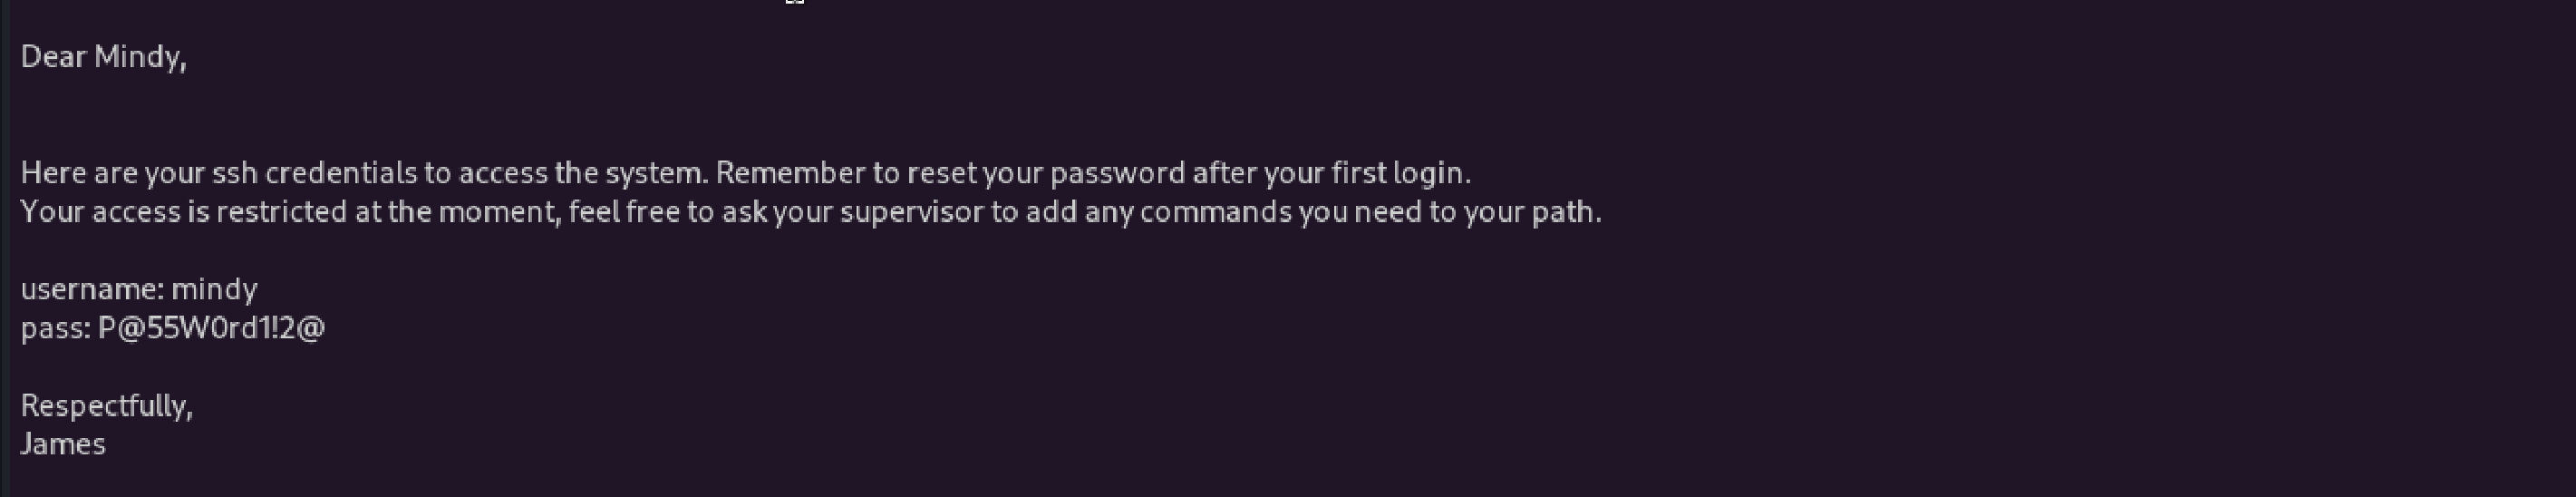 Dear Mindy,
Here are your ssh credentials to access the system. Remember to reset your password after your first login.
Your access is restricted at the moment, feel free to ask your supervisor to add any commands you need to your path.
username: mindy
pass: P@55W0rd1!2@
Respectfully,
James